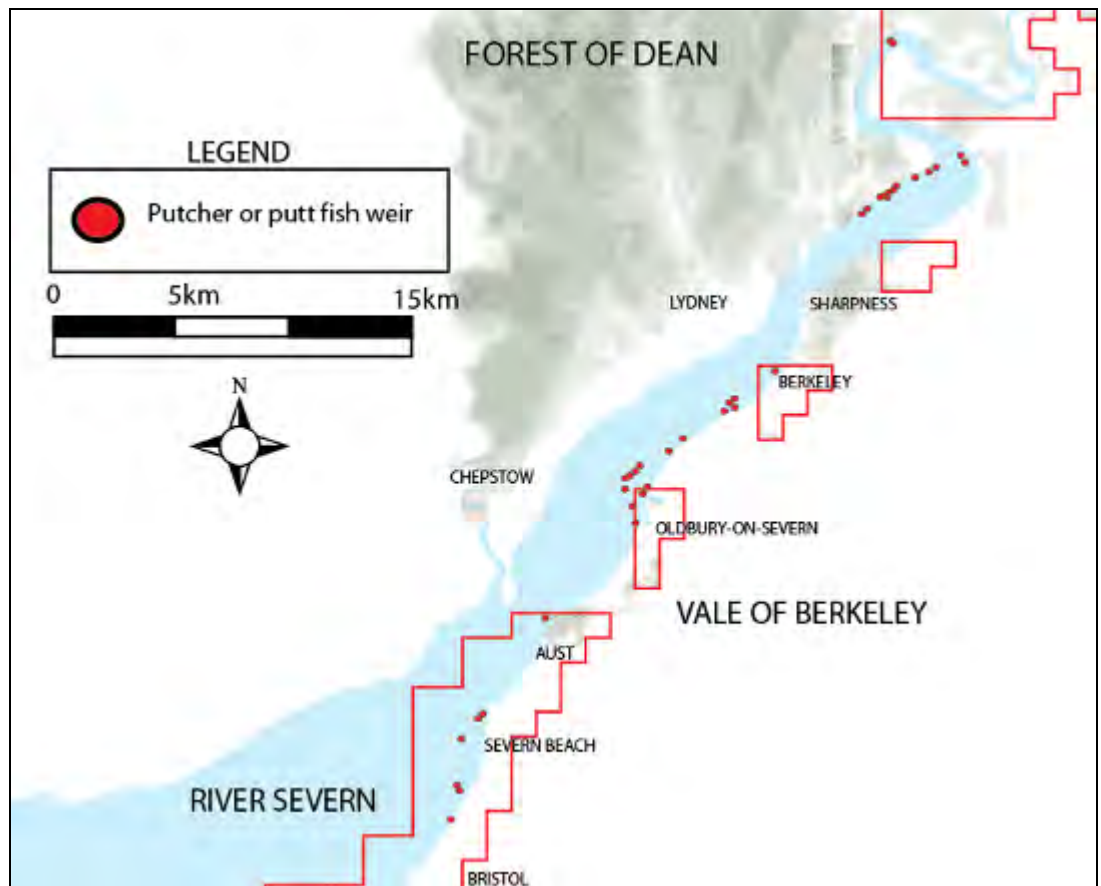 FOREST OF DEAN
LEGEND
Putcher or putt fish weir
0 5km 15km
LYDNEY
SHARPNESS
N
BERKELEY
CHEPSTOW
OLDBURY-ON-SEVERN
VALE OF BERKELEY
AUST
SEVERN BEACH
RIVER SEVERN
BRISTOL